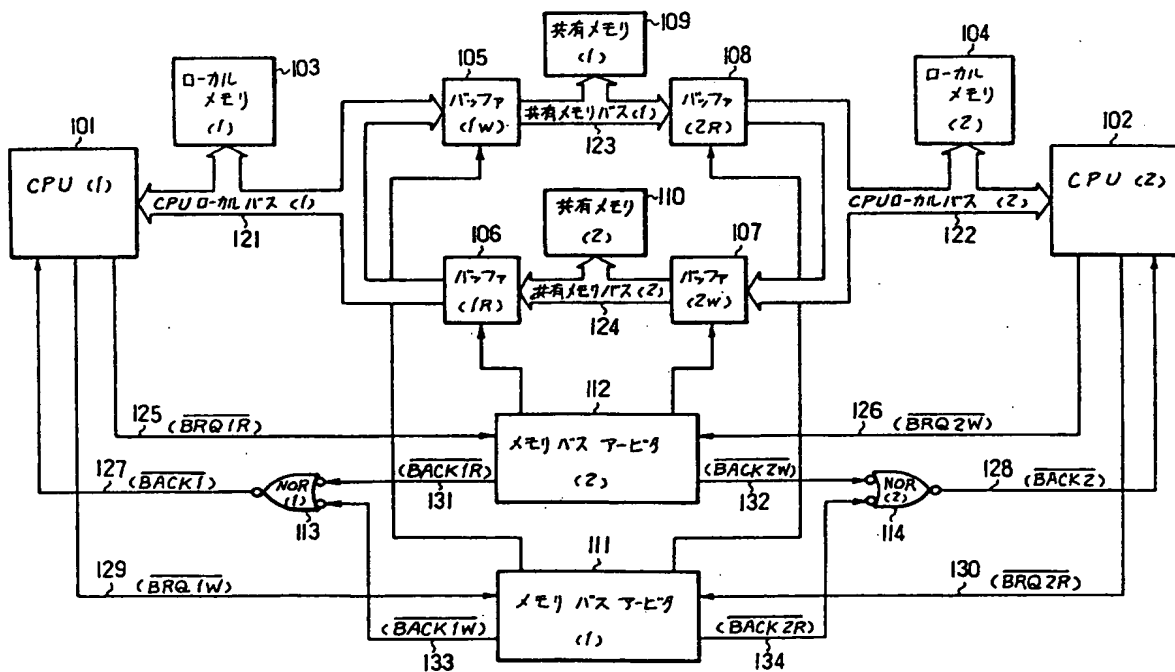 109
共有メモリ
(1)
103
ローカル
メモリ
(1)
105
バッファ
(1W)
108
バッファ
(2R)
104
ローカル
メモリ
(2)
共有メモリバス(1)
123
101
CPU (1)
102
CPU (2)
CPUローカルバス (1)
121
110
共有メモリ
(2)
CPUローカルバス (2)
122
106
バッファ
(1R)
107
バッファ
(2W)
共有メモリバス(2)
124
112
メモリバス アービタ
(2)
125 (BRQ1R)
126 (BRQ2W)
127 (BACK1)
NOR
(1)
113
(BACK1R)
131
(BACK2W)
132
NOR
(2)
114
128 (BACK2)
111
メモリ バス アービタ
(1)
129 (BRQ1W)
130 (BRQ2R)
(BACK1W)
133
(BACK2R)
134